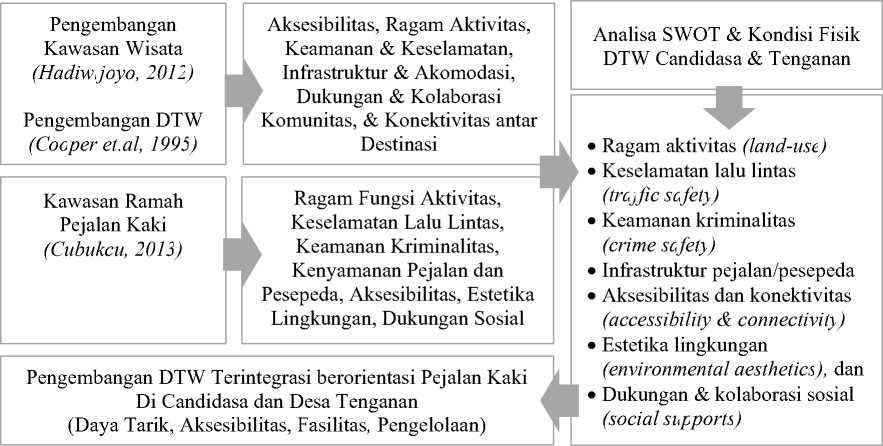 Pengembangan
Kawasan Wisata
(Hadiwijoyo, 2012)
Pengembangan DTW
(Cooper et.al, 1995)
Aksesibilitas, Ragam Aktivitas,
Keamanan & Keselamatan,
Infrastruktur & Akomodasi,
Dukungan & Kolaborasi
Komunitas, & Konektivitas antar
Destinasi
Kawasan Ramah
Pejalan Kaki
(Cubukcu, 2013)
Ragam Fungsi Aktivitas,
Keselamatan Lalu Lintas,
Keamanan Kriminalitas,
Kenyamanan Pejalan dan
Pesepeda, Aksesibilitas, Estetika
Lingkungan, Dukungan Sosial
Analisa SWOT & Kondisi Fisik
DTW Candidasa & Tenganan
• Ragam aktivitas (land-use)
• Keselamatan lalu lintas
(traffic safety)
• Keamanan kriminalitas
(crime safety)
• Infrastruktur pejalan/pesepeda
• Aksesibilitas dan konektivitas
(accessibility & connectivity)
• Estetika lingkungan
(environmental aesthetics), dan
• Dukungan & kolaborasi sosial
(social supports)
Pengembangan DTW Terintegrasi berorientasi Pejalan Kaki
Di Candidasa dan Desa Tenganan
(Daya Tarik, Aksesibilitas, Fasilitas, Pengelolaan)